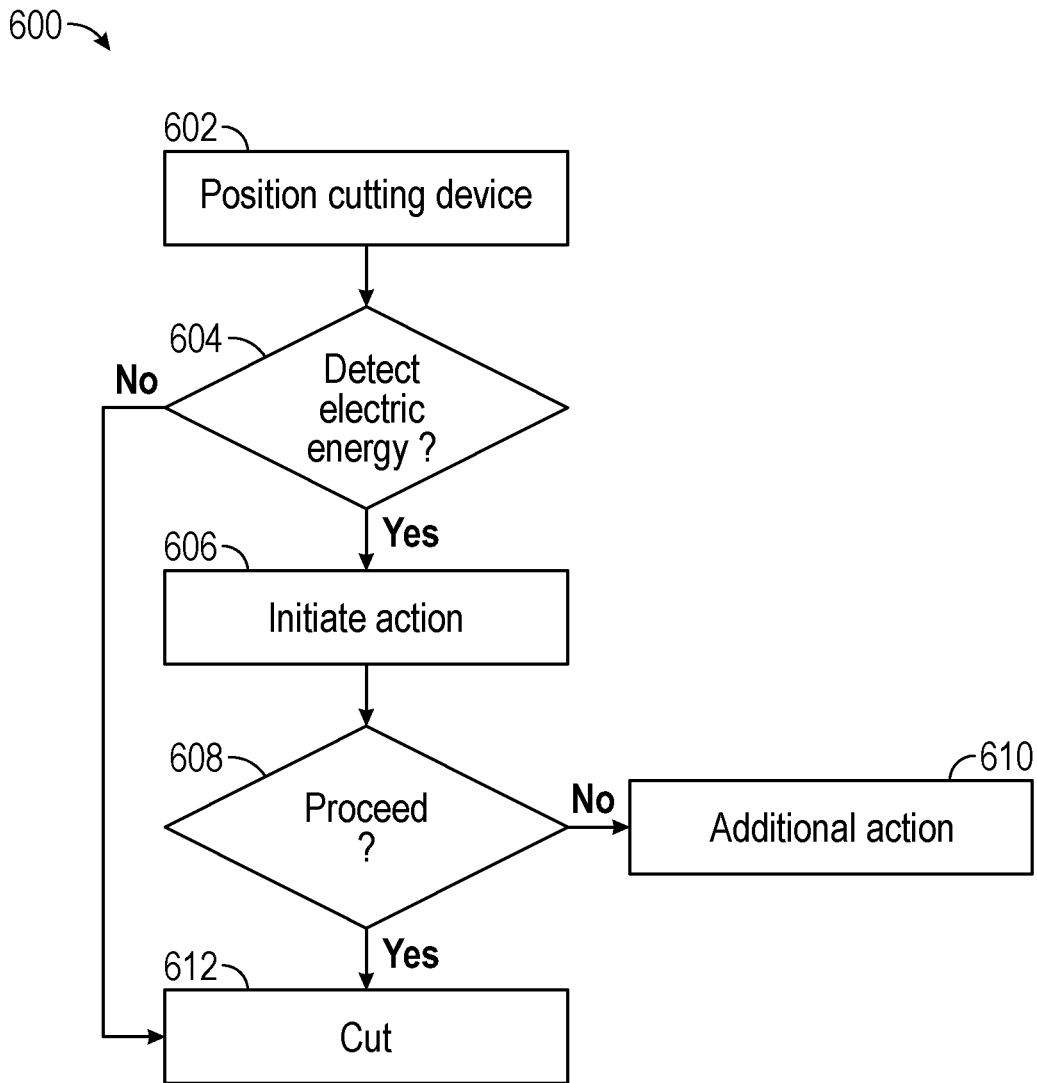 600
602
Position cutting device
604
No
Detect
electric
energy ?
Yes
606
Initiate action
608
Proceed
?
No
610
Additional action
Yes
612
Cut